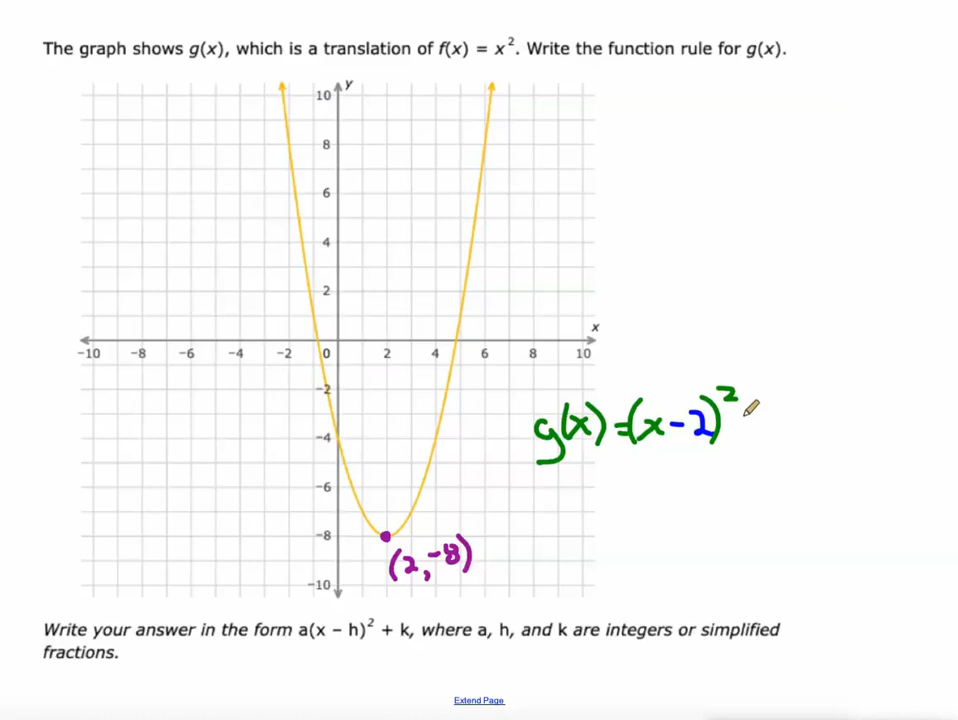 The graph shows g(x), which is a translation of f(x) = x². Write the function rule for g(x).
y
10
8
6
4
2
x
-10 -8 -6 -4 -2 0 2 4 6 8 10
-2
g(x)=(x-2)²
-4
-6
-8
(2,-8)
-10
Write your answer in the form a(x – h)² + k, where a, h, and k are integers or simplified
fractions.
Extend Page